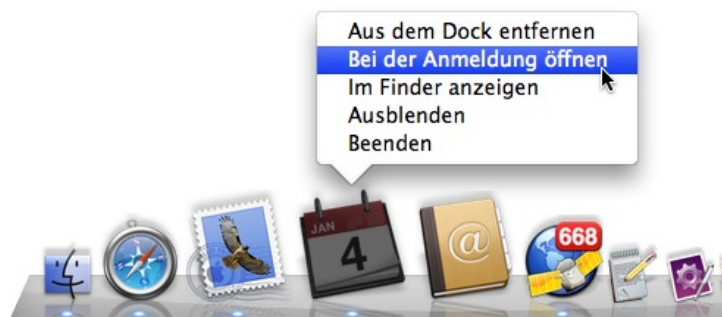 Aus dem Dock entfernen
Bei der Anmeldung öffnen
Im Finder anzeigen
Ausblenden
Beenden
JAN
4
@
668